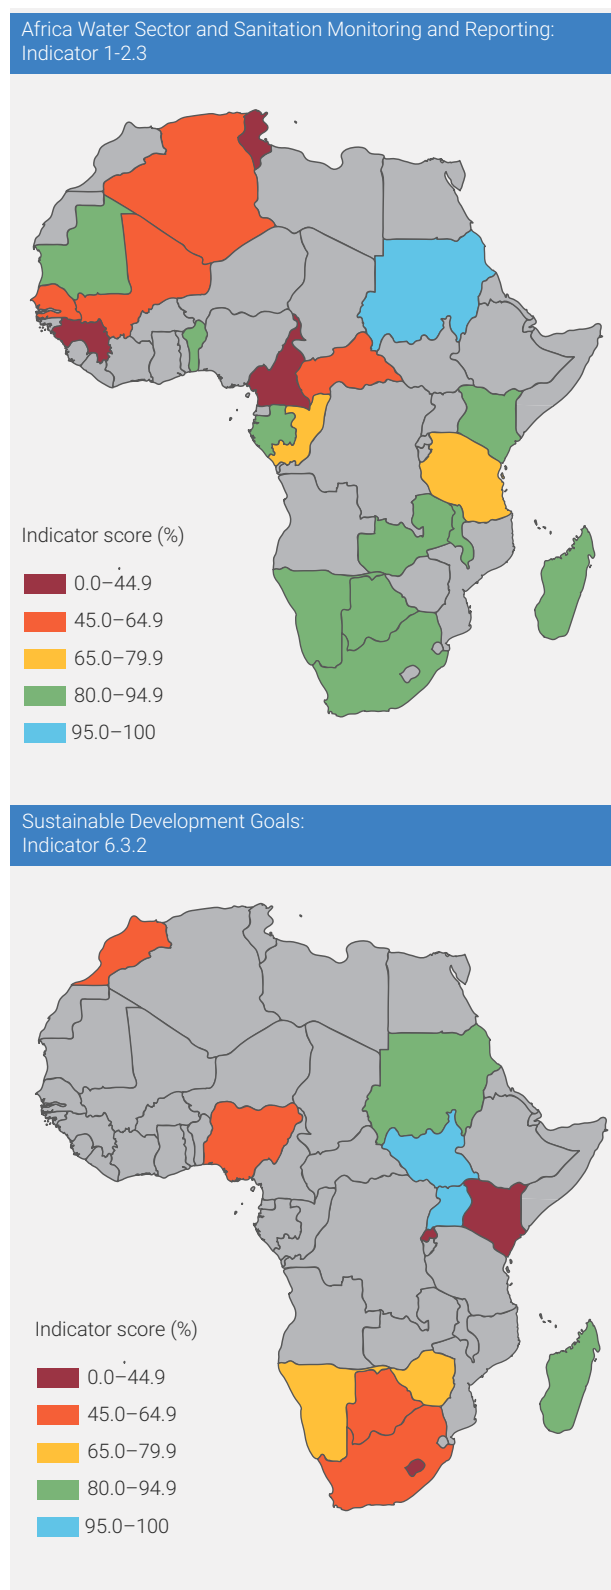 Africa Water Sector and Sanitation Monitoring and Reporting:
Indicator 1-2.3
Indicator score (%)
0.0–44.9
45.0–64.9
65.0–79.9
80.0–94.9
95.0–100
Sustainable Development Goals:
Indicator 6.3.2
Indicator score (%)
0.0–44.9
45.0–64.9
65.0–79.9
80.0–94.9
95.0–100